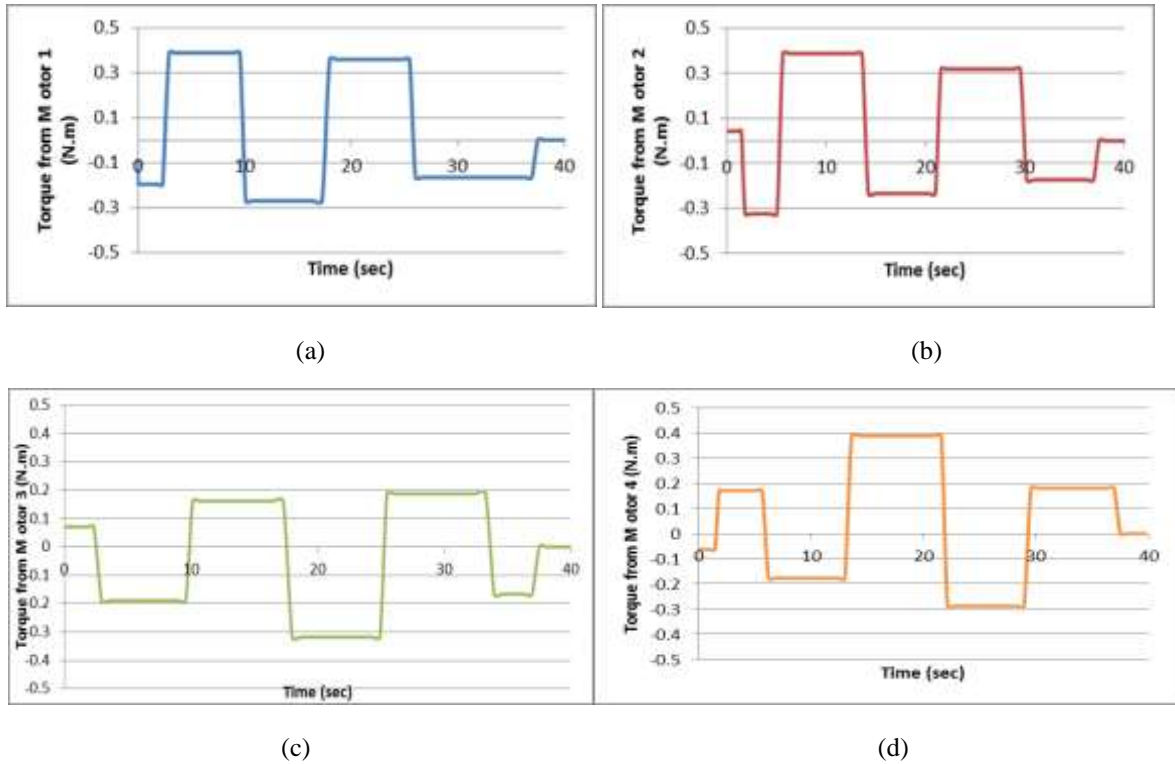 0.5
0.3
0.1
-0.1
-0.3
-0.5
0 10 20 30 40
Torque from M otor 1
(N.m)
Time (sec)
0.5
0.3
0.1
-0.1
-0.3
-0.5
0 10 20 30 40
Torque from M otor 2
(N.m)
Time (sec)
(a)
(b)
0.5
0.4
0.3
0.2
0.1
0
-0.1
-0.2
-0.3
-0.4
-0.5
0 10 20 30 40
Torque from M otor 3 (N.m)
Time (sec)
0.5
0.4
0.3
0.2
0.1
0
-0.1
-0.2
-0.3
-0.4
-0.5
0 10 20 30 40
Torque from M otor 4 (N.m)
Time (sec)
(c)
(d)